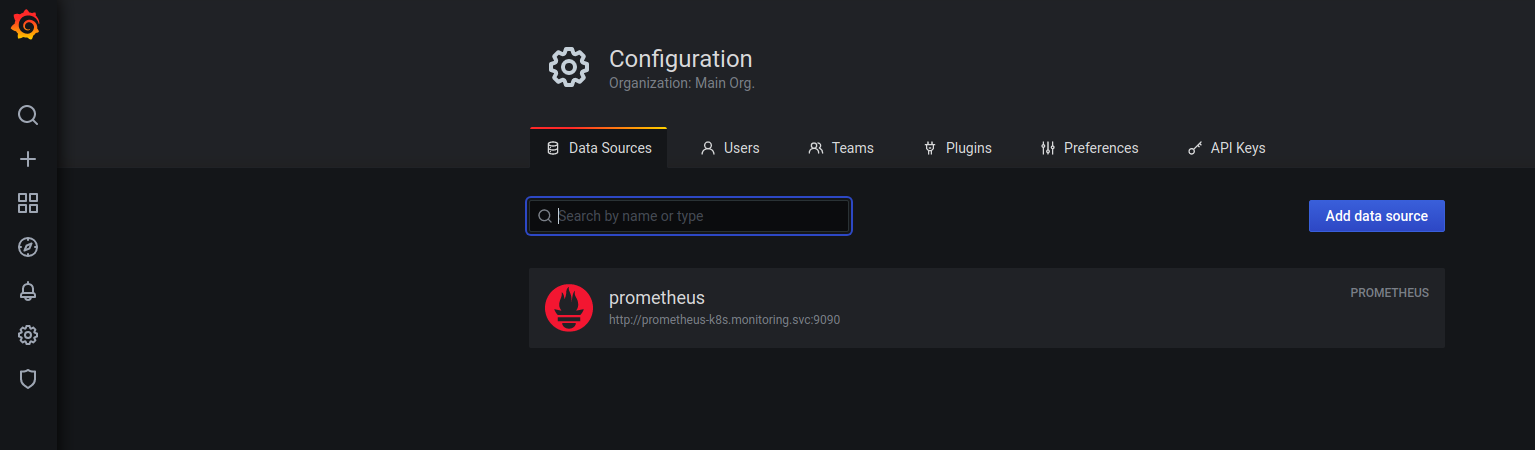 Configuration
Organization: Main Org.
Data Sources Users Teams Plugins Preferences API Keys
Search by name or type
Add data source
prometheus
PROMETHEUS
http://prometheus-k8s.monitoring.svc:9090